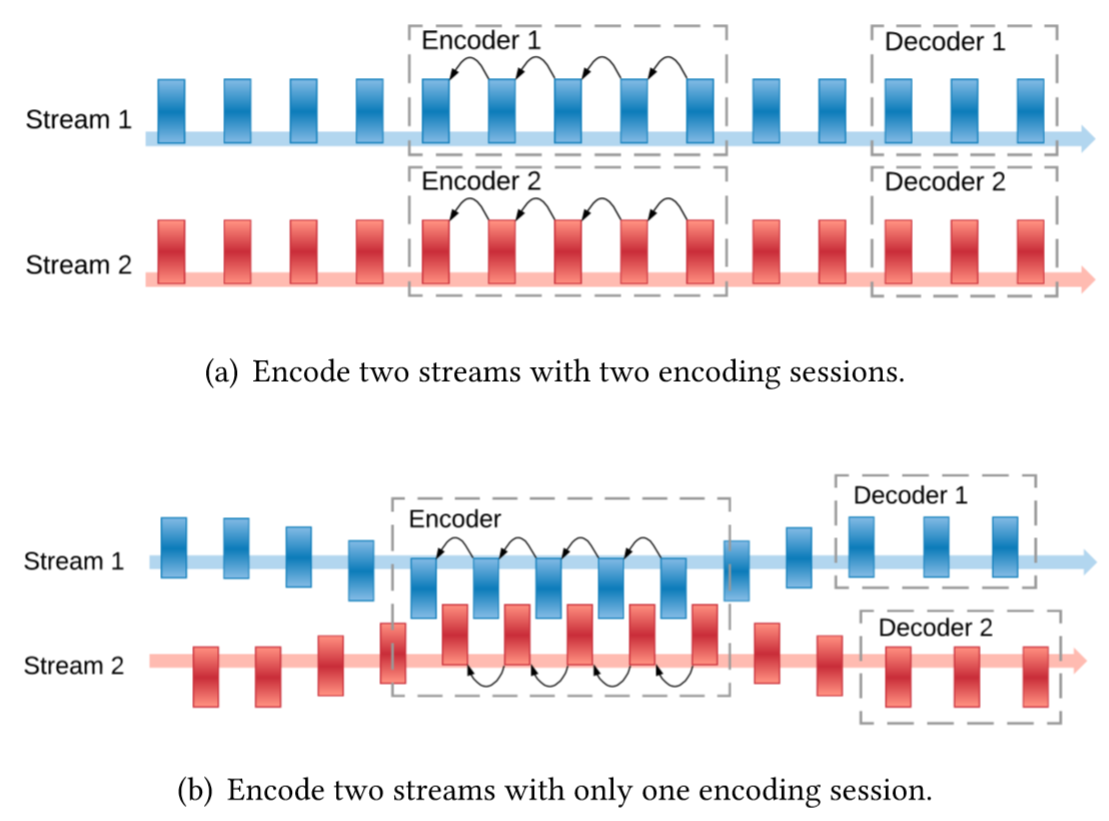 Encoder 1
Decoder 1
Stream 1
Encoder 2
Decoder 2
Stream 2
(a) Encode two streams with two encoding sessions.
Decoder 1
Encoder
Stream 1
Decoder 2
Stream 2
(b) Encode two streams with only one encoding session.